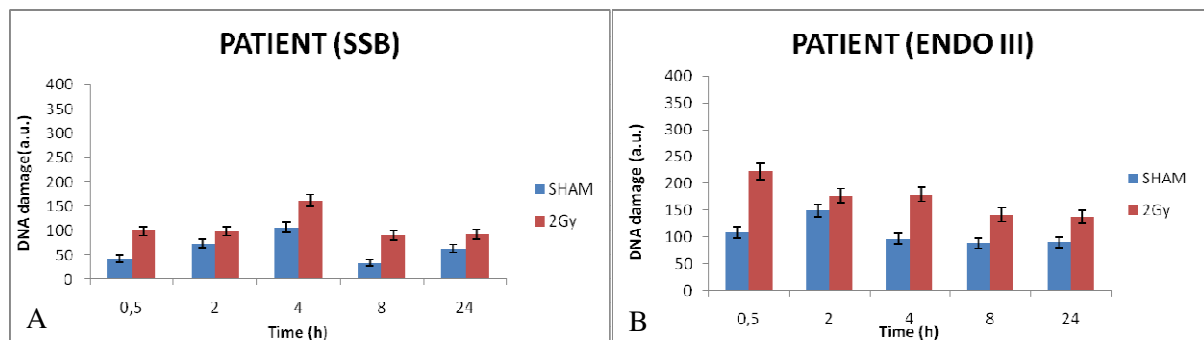 PATIENT (SSB)
DNA damage(a.u.)
400
350
300
250
200
150
100
50
0
0,5 2 4 8 24
Time (h)
SHAM
2Gy
A
PATIENT (ENDO III)
DNA damage (a.u.)
400
350
300
250
200
150
100
50
0
0,5 2 4 8 24
Time (h)
SHAM
2Gy
B